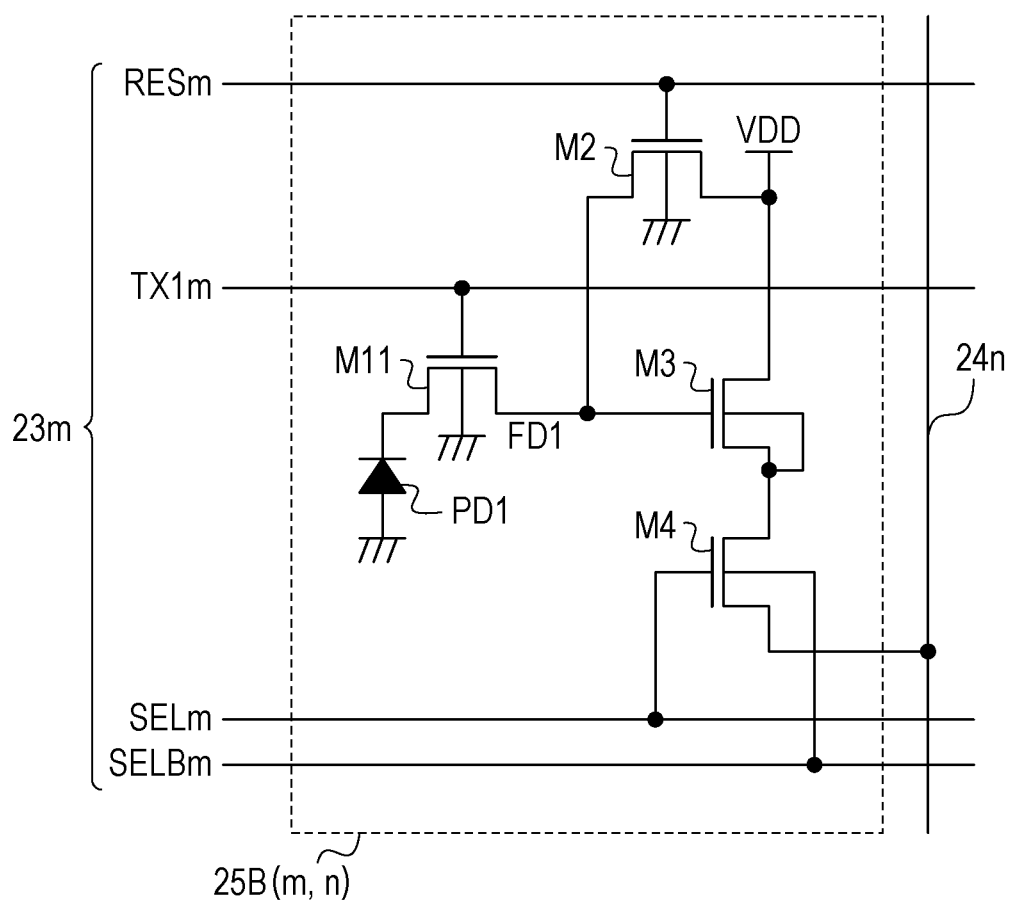 RESm
VDD
M2
TX1m
M11
M3
24n
23m
FD1
PD1
M4
SELm
SELBm
25B(m, n)